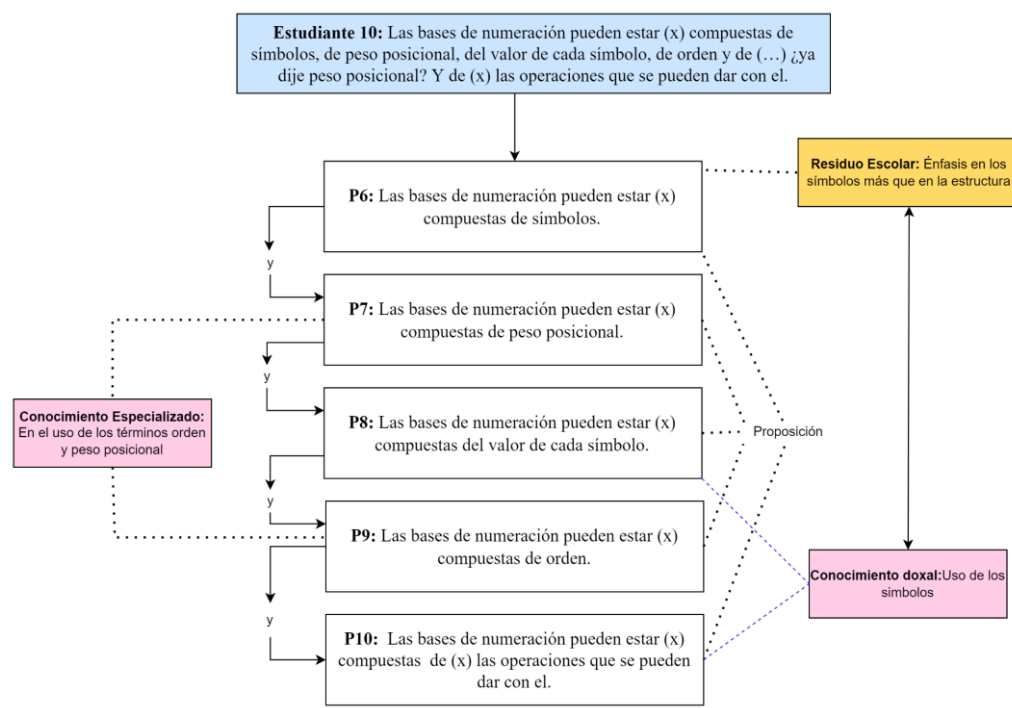 Estudiante 10: Las bases de numeración pueden estar (x) compuestas de
símbolos, de peso posicional, del valor de cada símbolo, de orden y de (…) ¿ya
dije peso posicional? Y de (x) las operaciones que se pueden dar con el.
Residuo Escolar: Énfasis en los
símbolos más que en la estructura
P6: Las bases de numeración pueden estar (x)
compuestas de símbolos.
y
P7: Las bases de numeración pueden estar (x)
compuestas de peso posicional.
y
Conocimiento Especializado:
En el uso de los términos orden
y peso posicional
P8: Las bases de numeración pueden estar (x)
compuestas del valor de cada símbolo.
Proposición
y
P9: Las bases de numeración pueden estar (x)
compuestas de orden.
Conocimiento doxal:Uso de los
simbolos
y
P10: Las bases de numeración pueden estar (x)
compuestas de (x) las operaciones que se pueden
dar con el.